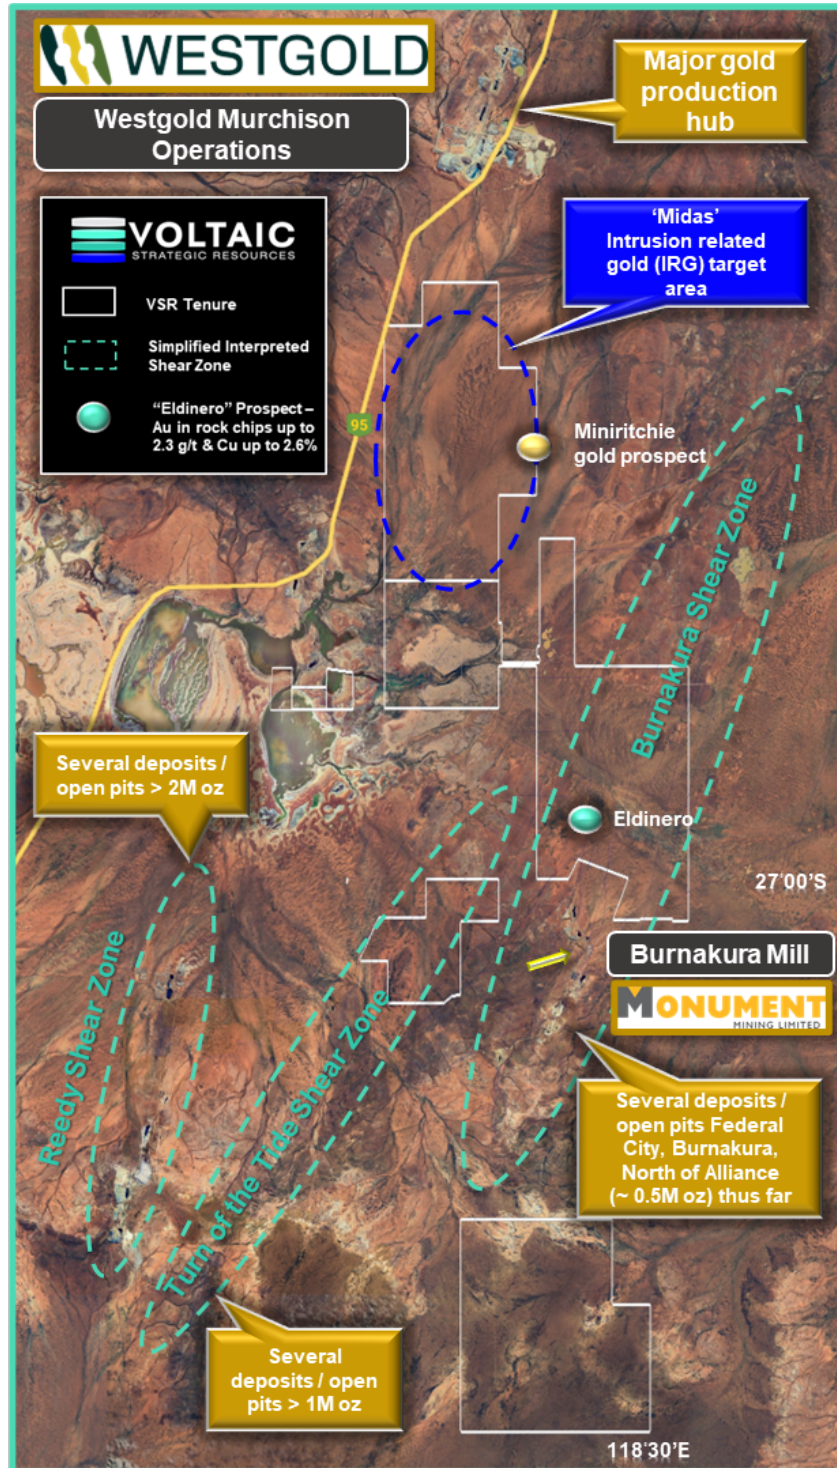 WESTGOLD
Westgold Murchison
Operations
Major gold
production
hub
VOLTAIC
STRATEGIC RESOURCES
VSR Tenure
Simplified Interpreted
Shear Zone
"Eldinero" Prospect –
Au in rock chips up to
2.3 g/t & Cu up to 2.6%
'Midas'
Intrusion related
gold (IRG) target
area
95
Miniritchie
gold prospect
Burnakura Shear Zone
Several deposits /
open pits > 2M oz
Eldinero
27°00'S
Reedy Shear Zone
Turn of the Tide Shear Zone
Burnakura Mill
MONUMENT
MINING LIMITED
Several deposits /
open pits Federal
City, Burnakura,
North of Alliance
(~ 0.5M oz) thus far
Several
deposits / open
pits > 1M oz
118°30'E